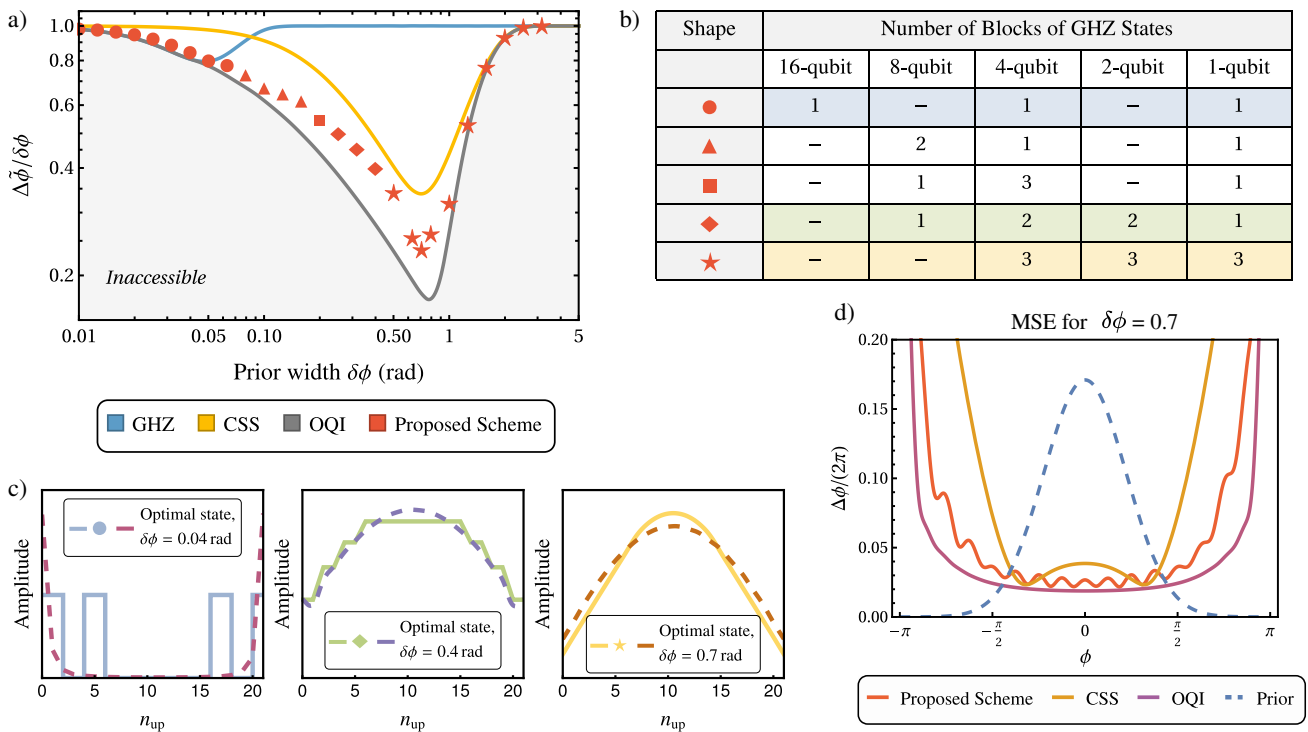 a)
Δϕ̃/δϕ
1.0
0.8
0.6
0.4
0.2
Inaccessible
0.01
0.05
0.10
0.50
1
5
Prior width δϕ (rad)
GHZ
CSS
OQI
Proposed Scheme
b)
Shape
Number of Blocks of GHZ States
16-qubit 8-qubit 4-qubit 2-qubit 1-qubit
1 – 1 – 1
– 2 1 – 1
– 1 3 – 1
– 1 2 2 1
– – 3 3 3
c)
Amplitude
Optimal state,
δϕ = 0.04 rad
0 5 10 15 20
n_up
Amplitude
Optimal state,
δϕ = 0.4 rad
0 5 10 15 20
n_up
Amplitude
Optimal state,
δϕ = 0.7 rad
0 5 10 15 20
n_up
d)
MSE for δϕ = 0.7
Δϕ/(2π)
0.20
0.15
0.10
0.05
0.00
−π −π/2 0 π/2 π
ϕ
Proposed Scheme CSS OQI Prior